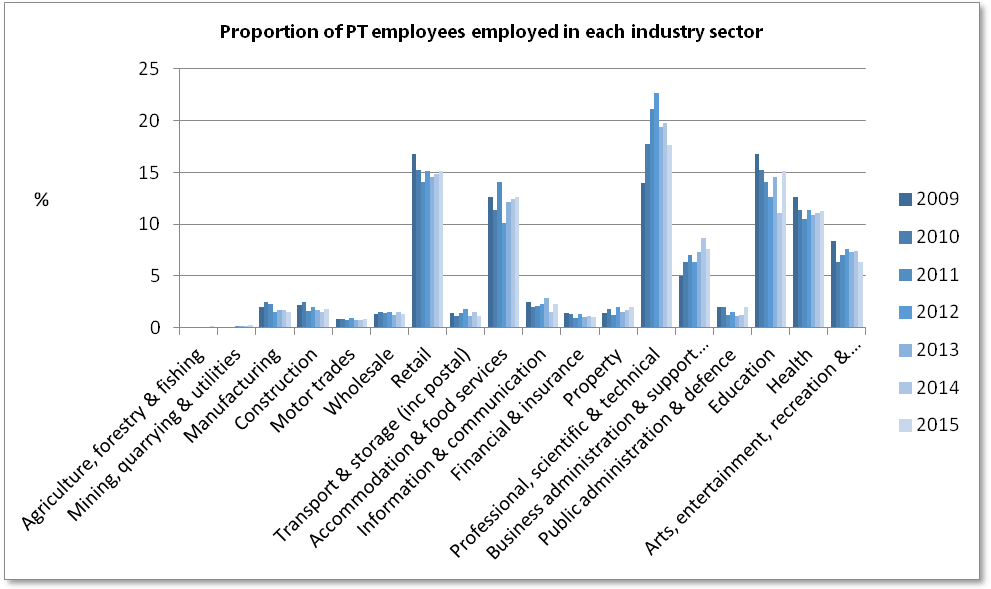 Proportion of PT employees employed in each industry sector
25
20
15
10
5
0
%
Agriculture, forestry & fishing
Mining, quarrying & utilities
Manufacturing
Construction
Motor trades
Wholesale
Retail
Transport & storage (inc postal)
Accommodation & food services
Information & communication
Financial & insurance
Property
Professional, scientific & technical
Business administration & support...
Public administration & defence
Education
Health
Arts, entertainment, recreation &...
2009
2010
2011
2012
2013
2014
2015